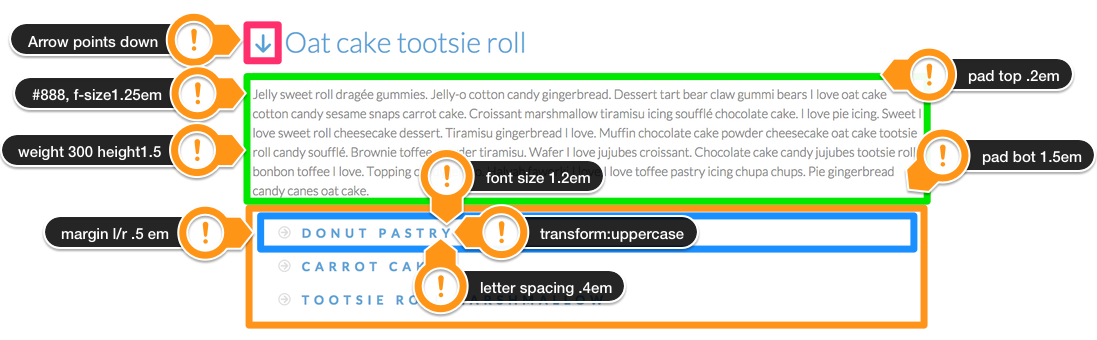 Arrow points down
Oat cake tootsie roll
#888, f-size1.25em
pad top .2em
Jelly sweet roll dragée gummies. Jelly-o cotton candy gingerbread. Dessert tart bear claw gummi bears I love oat cake
cotton candy sesame snaps carrot cake. Croissant marshmallow tiramisu icing soufflé chocolate cake. I love pie icing. Sweet I
love sweet roll cheesecake dessert. Tiramisu gingerbread I love. Muffin chocolate cake powder cheesecake oat cake tootsie
weight 300 height1.5
roll candy soufflé. Brownie toffee tiramisu. Wafer I love jujubes croissant. Chocolate cake candy jujubes tootsie roll
pad bot 1.5em
bonbon toffee I love. Topping I love toffee pastry icing chupa chups. Pie gingerbread
font size 1.2em
candy canes oat cake.
margin l/r .5 em
DONUT PASTRY
transform:uppercase
CARROT
letter spacing .4em
TOOTSIE